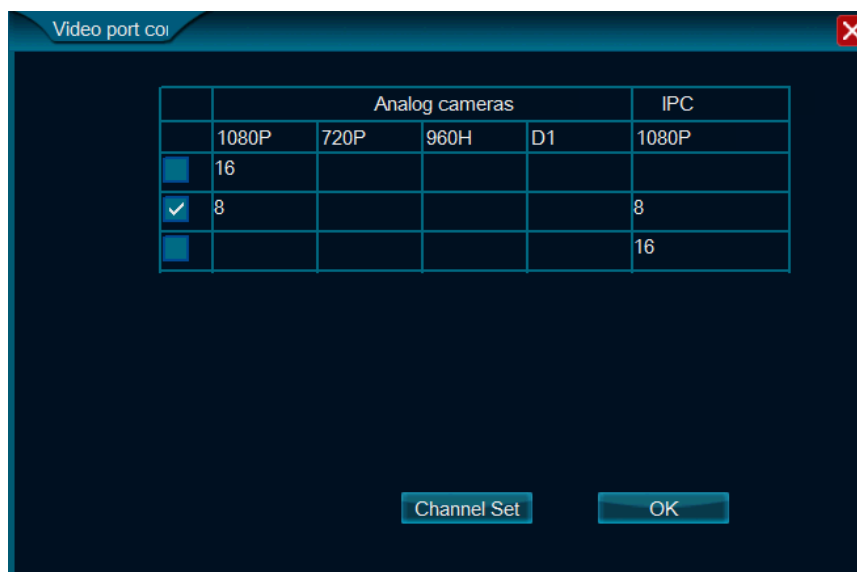 Video port co
Analog cameras IPC
1080P 720P 960H D1 1080P
16
8 8
16
Channel Set OK